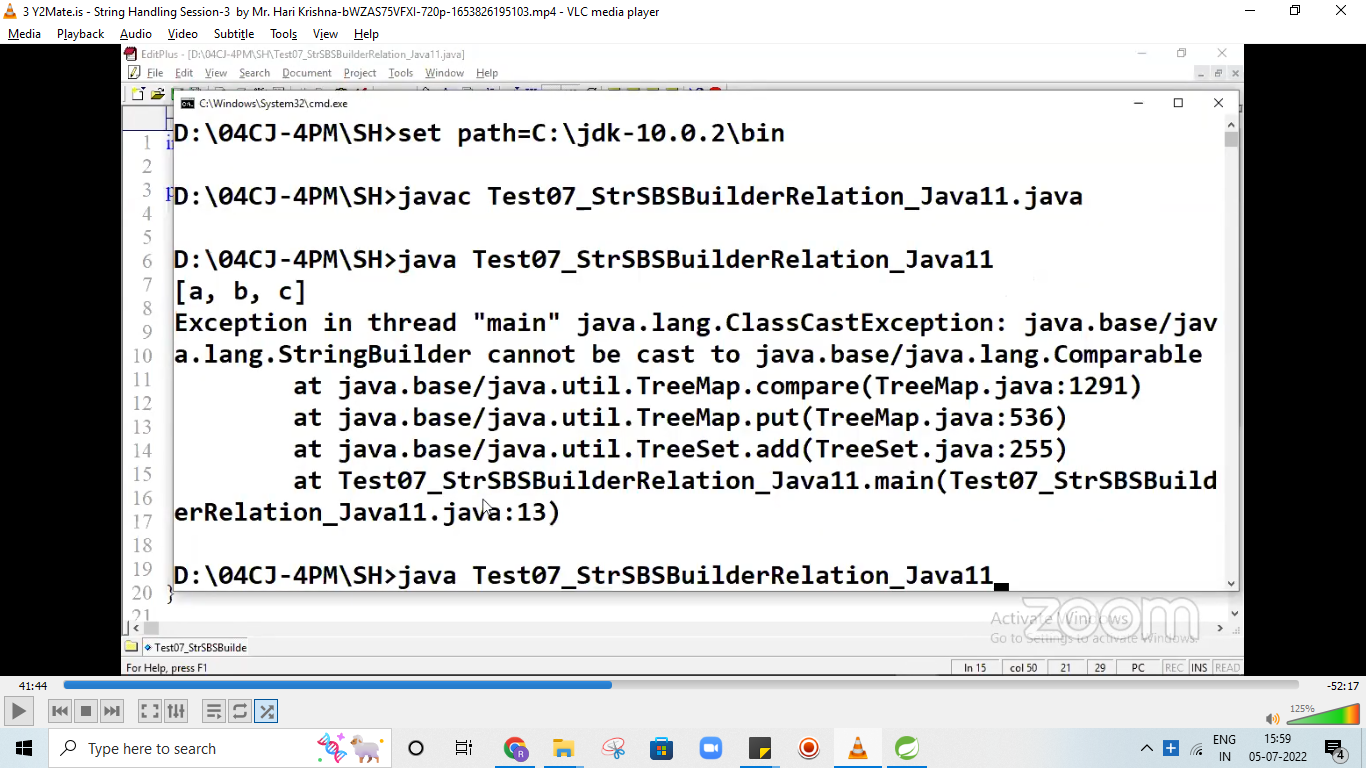 3 Y2Mate.is - String Handling Session-3  by Mr. Hari Krishna-bWZAS75VFXI-720p-1653826195103.mp4 - VLC media player
Media Playback Audio Video Subtitle Tools View Help
EditPlus - [D:\04CJ-4PM\SH\Test07_StrSBSBuilderRelation_Java11.java]
File Edit View Search Document Project Tools Window Help
C:\Windows\System32\cmd.exe
D:\04CJ-4PM\SH>set path=C:\jdk-10.0.2\bin
D:\04CJ-4PM\SH>javac Test07_StrSBSBuilderRelation_Java11.java
D:\04CJ-4PM\SH>java Test07_StrSBSBuilderRelation_Java11
[a, b, c]
Exception in thread "main" java.lang.ClassCastException: java.base/jav
a.lang.StringBuilder cannot be cast to java.base/java.lang.Comparable
at java.base/java.util.TreeMap.compare(TreeMap.java:1291)
at java.base/java.util.TreeMap.put(TreeMap.java:536)
at java.base/java.util.TreeSet.add(TreeSet.java:255)
at Test07_StrSBSBuilderRelation_Java11.main(Test07_StrSBSBuild
erRelation_Java11.java:13)
D:\04CJ-4PM\SH>java Test07_StrSBSBuilderRelation_Java11
1
2
3
4
5
6
7
8
9
10
11
12
13
14
15
16
17
18
19
20 }
21
Activate Windows
zoom
Go to Settings to activate Windows.
Test07_StrSBSBuilde
For Help, press F1 ln 15 col 50 21 29 PC REC INS READ
41:44 -52:17
125%
Type here to search
ENG
IN
15:59
05-07-2022
4